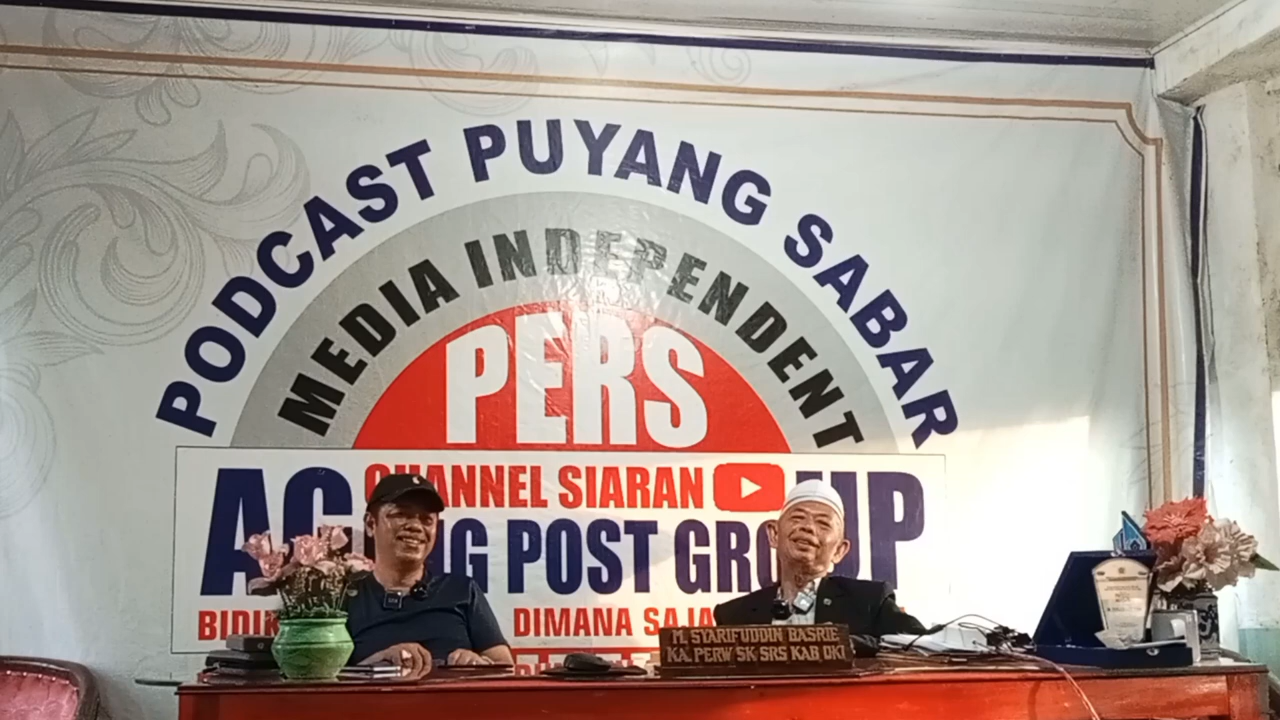 PODCAST PUYANG SABAR
MEDIA INDEPENDENT
PERS
CHANNEL SIARAN
POST
DIMANA SAJA
M. SYARIFUDDIN BASRIE
KA. PERW SK SRS KAB OKI